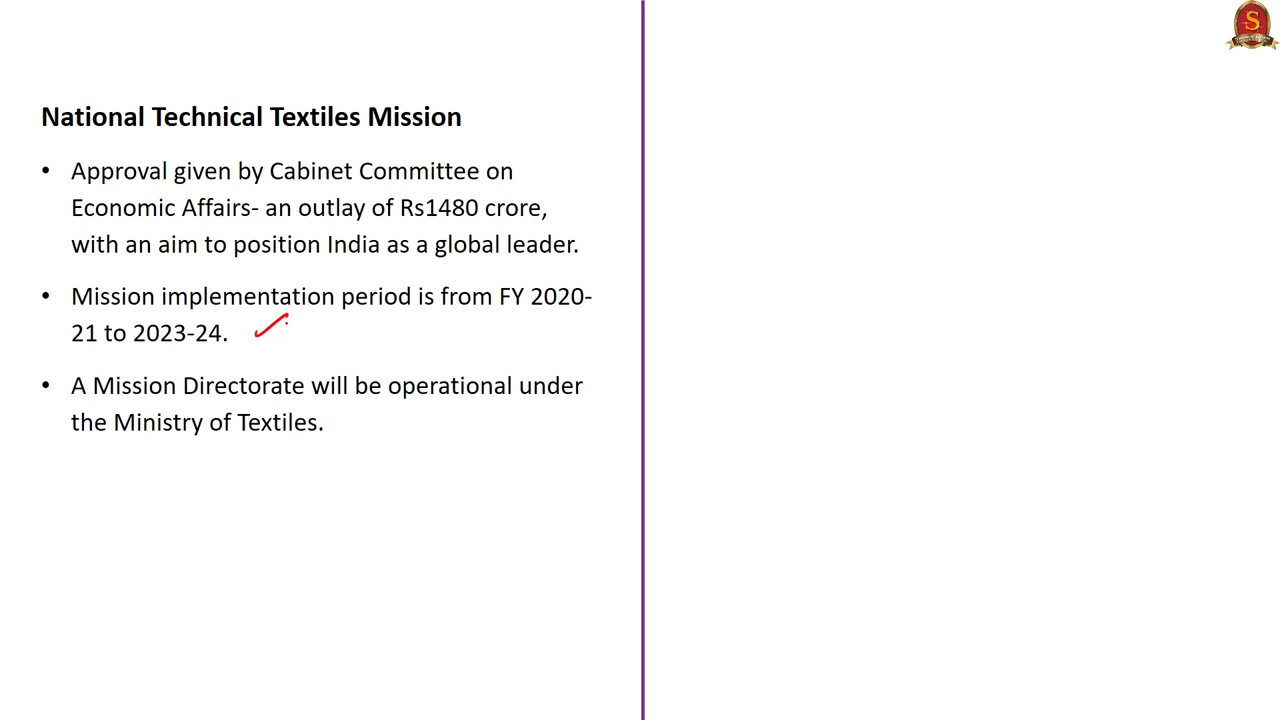 National Technical Textiles Mission
• Approval given by Cabinet Committee on
Economic Affairs- an outlay of Rs1480 crore,
with an aim to position India as a global leader.
• Mission implementation period is from FY 2020-
21 to 2023-24.
• A Mission Directorate will be operational under
the Ministry of Textiles.
S